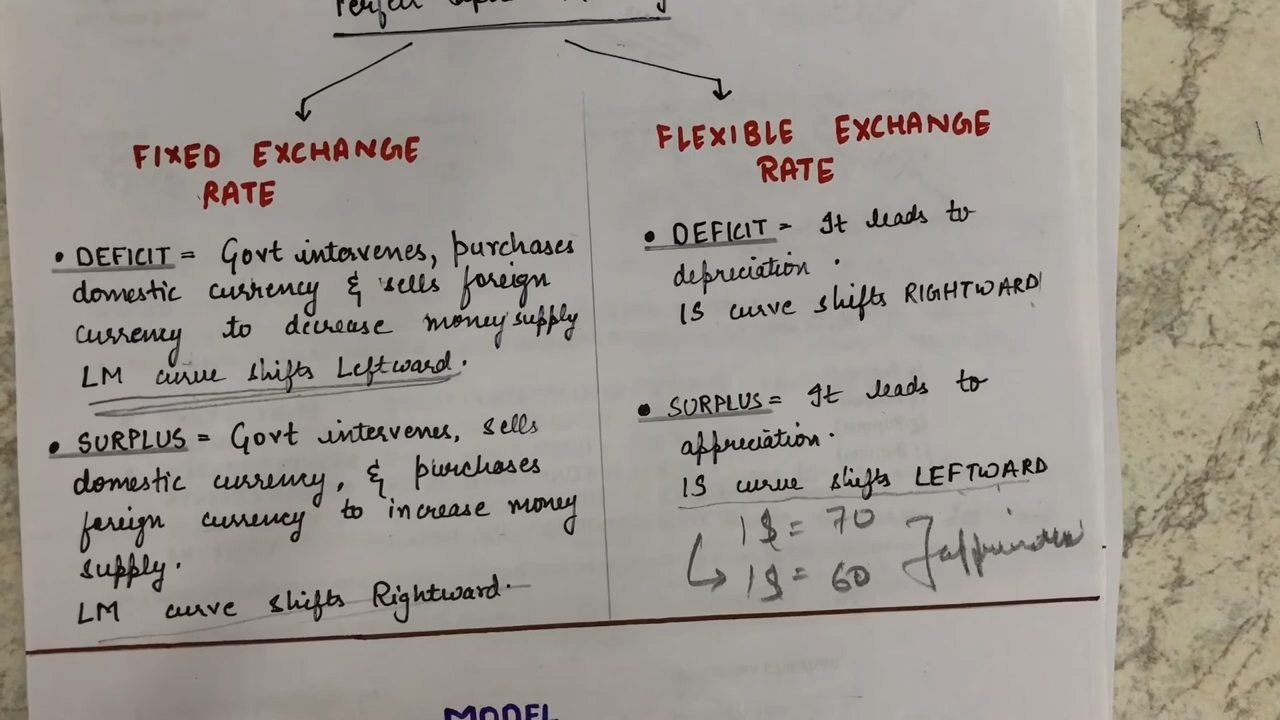 Perfect
FIXED EXCHANGE
RATE
• DEFICIT = Govt intervenes, purchases
domestic currency & sells foreign
currency to decrease money supply
LM curve shifts Leftward.
• SURPLUS = Govt intervenes, sells
domestic currency, & purchases
foreign currency to increase money
supply.
LM curve shifts Rightward.
FLEXIBLE EXCHANGE
RATE
• DEFICIT = It leads to
depreciation.
IS curve shifts RIGHTWARD
• SURPLUS = It leads to
appreciation.
IS curve shifts LEFTWARD
1$ = 70
1$ = 60
MODEL